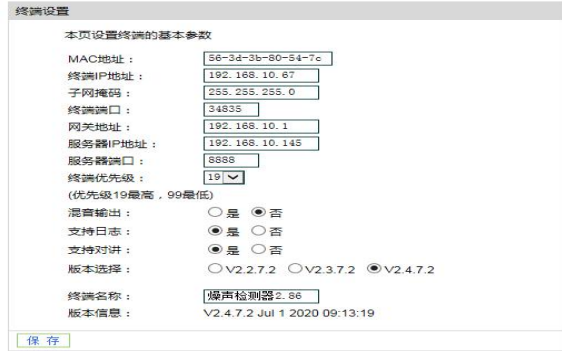 终端设置
本页设置终端的基本参数
MAC地址： 56-3d-3b-80-54-7c
终端IP地址： 192.168.10.67
子网掩码： 255.255.255.0
终端端口： 34835
网关地址： 192.168.10.1
服务器IP地址： 192.168.10.145
服务器端口： 8888
终端优先级： 19
(优先级19最高，99最低)
混音输出： 是 否
支持日志： 是 否
支持对讲： 是 否
版本选择： V2.2.7.2 V2.3.7.2 V2.4.7.2
终端名称： 燥声检测器2.86
版本信息： V2.4.7.2 Jul 1 2020 09:13:19
保 存